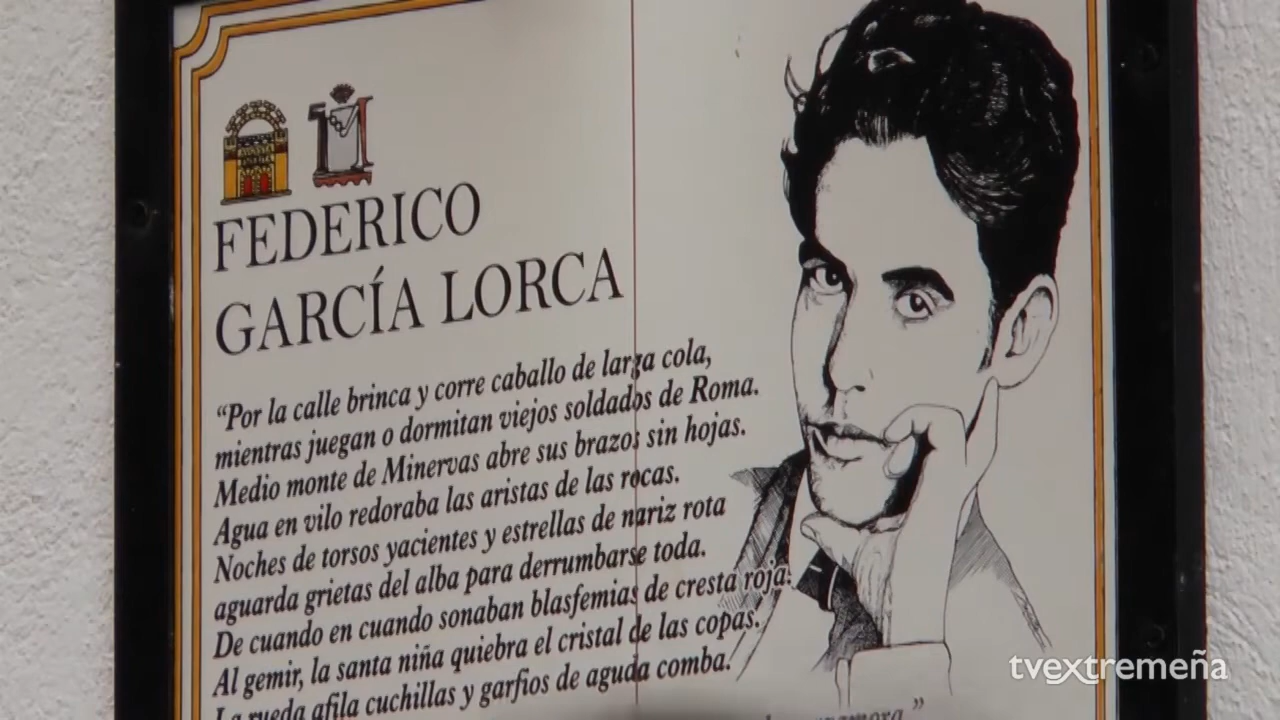 FEDERICO
GARCÍA LORCA
“Por la calle brinca y corre caballo de larga cola,
mientras juegan o dormitan viejos soldados de Roma.
Medio monte de Minervas abre sus brazos sin hojas.
Agua en vilo redoraba las aristas de las rocas.
Noches de torsos yacientes y estrellas de nariz rota
aguarda grietas del alba para derrumbarse toda.
De cuando en cuando sonaban blasfemias de cresta roja.
Al gemir, la santa niña quiebra el cristal de las copas.
La rueda afila cuchillas y garfios de aguda comba.
tvextremeña